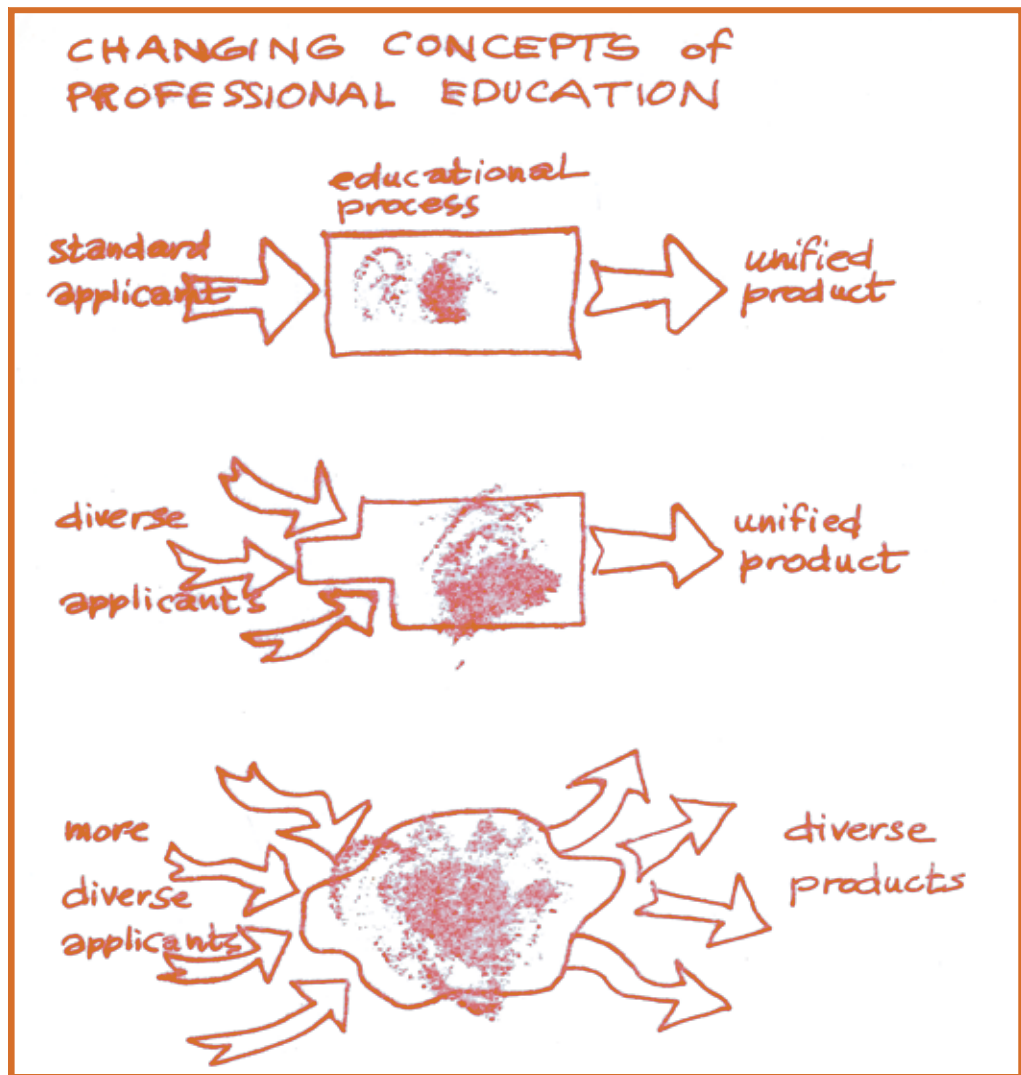 CHANGING CONCEPTS of
PROFESSIONAL EDUCATION
educational
process
standard
applicant
unified
product
diverse
applicants
unified
product
more
diverse
applicants
diverse
products